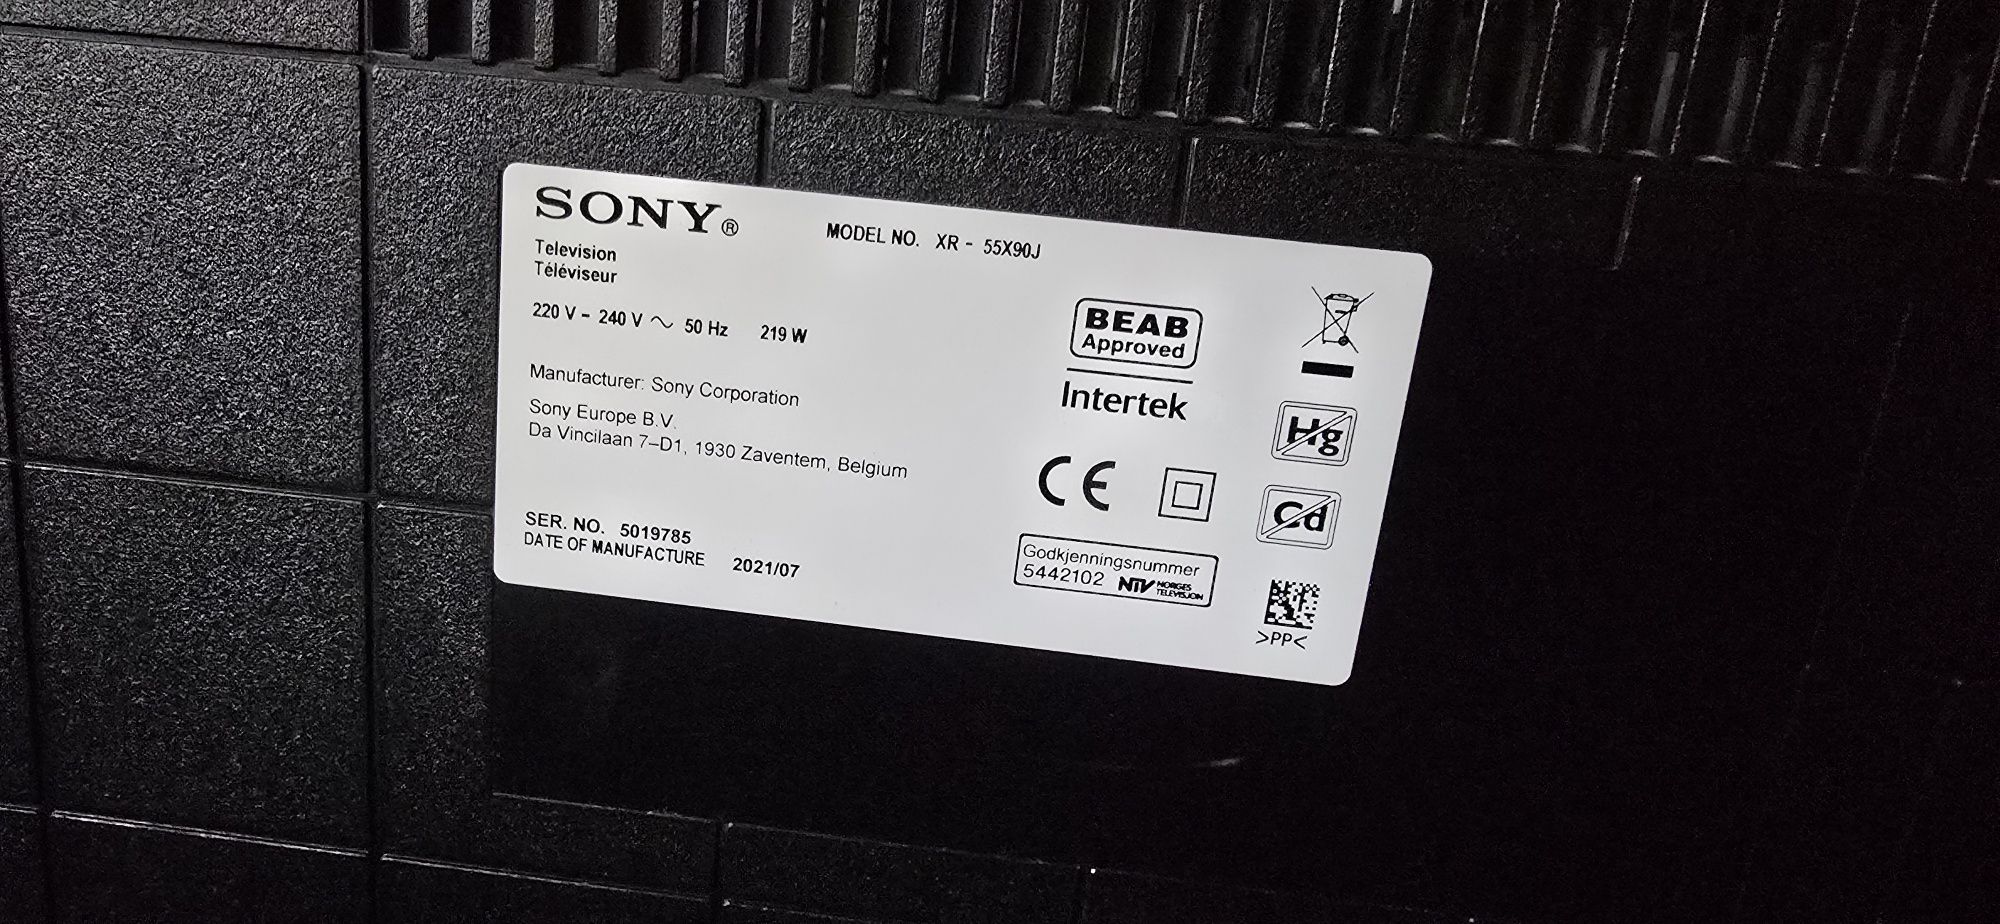 SONY®
MODEL NO. XR - 55X90J
Television
Téléviseur
220 V - 240 V ~ 50 Hz 219 W
Manufacturer: Sony Corporation
Sony Europe B.V.
Da Vincilaan 7–D1, 1930 Zaventem, Belgium
SER. NO. 5019785
DATE OF MANUFACTURE 2021/07
BEAB
Approved
Intertek
CE
Godkjenningsnummer
5442102 NTV NORGES
TELEVISJON
Hg
Cd
>PP<